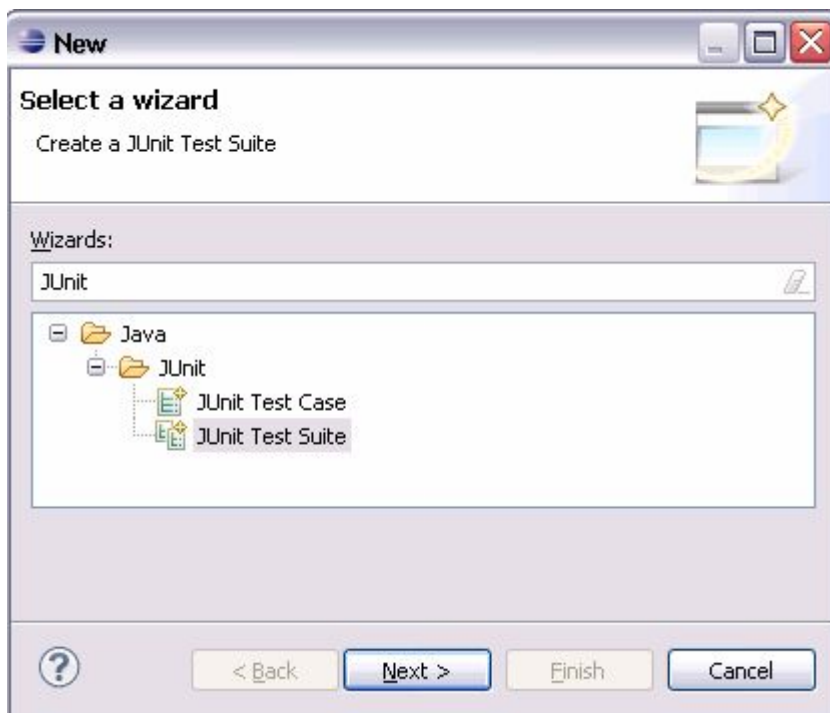 New
Select a wizard
Create a JUnit Test Suite
Wizards:
JUnit
Java
JUnit
JUnit Test Case
JUnit Test Suite
? < Back Next > Finish Cancel